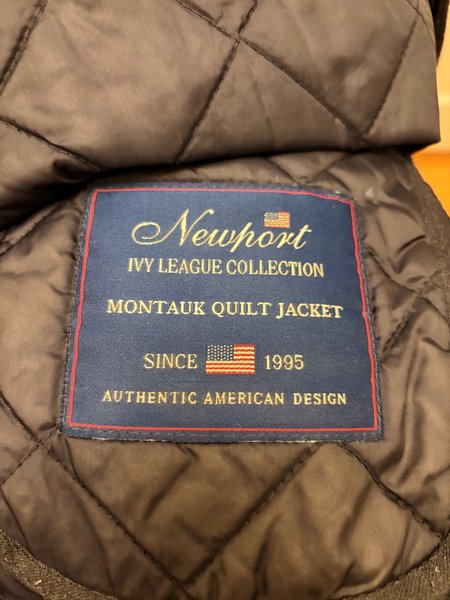 Newport
IVY LEAGUE COLLECTION
MONTAUK QUILT JACKET
SINCE 1995
AUTHENTIC AMERICAN DESIGN